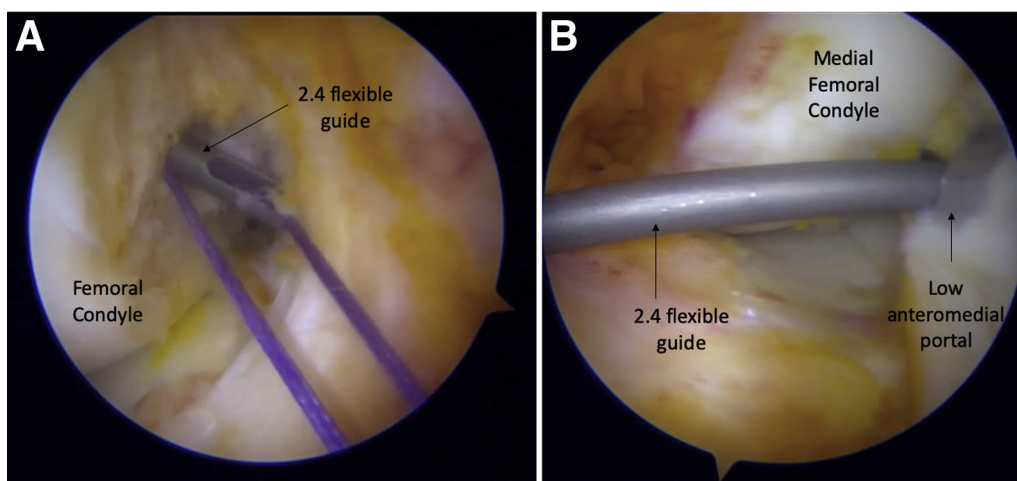 A
2.4 flexible
guide
Femoral
Condyle
B
Medial
Femoral
Condyle
2.4 flexible
guide
Low
anteromedial
portal